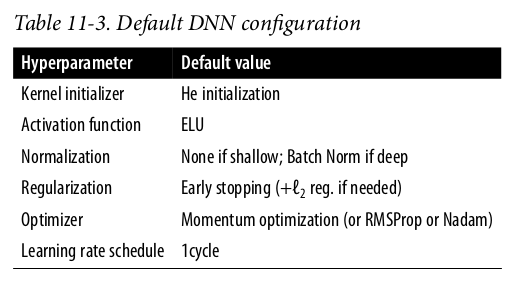 Table 11-3. Default DNN configuration
Hyperparameter Default value
Kernel initializer He initialization
Activation function ELU
Normalization None if shallow; Batch Norm if deep
Regularization Early stopping (+ℓ2 reg. if needed)
Optimizer Momentum optimization (or RMSProp or Nadam)
Learning rate schedule 1cycle